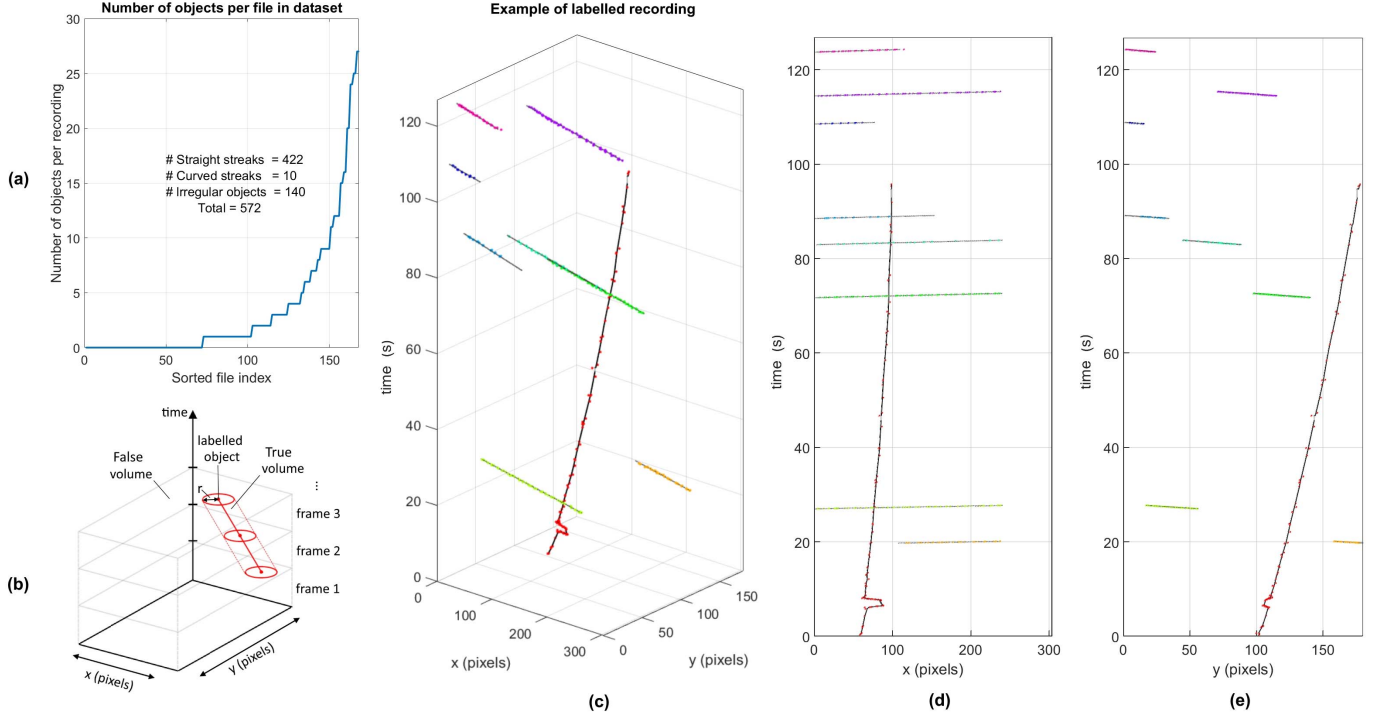 Number of objects per file in dataset
30
25
20
15
10
5
0
Number of objects per recording
# Straight streaks = 422
# Curved streaks = 10
# Irregular objects = 140
Total = 572
0 50 100 150
Sorted file index
(a)
time
labelled
object
True
volume
False
volume
r
...
frame 3
frame 2
frame 1
x (pixels)
y (pixels)
(b)
Example of labelled recording
120
100
80
60
40
20
0
time (s)
0
100
200
300
x (pixels)
0
50
100
150
y (pixels)
(c)
120
100
80
60
40
20
0
time (s)
0 100 200 300
x (pixels)
(d)
120
100
80
60
40
20
0
time (s)
0 50 100 150
y (pixels)
(e)